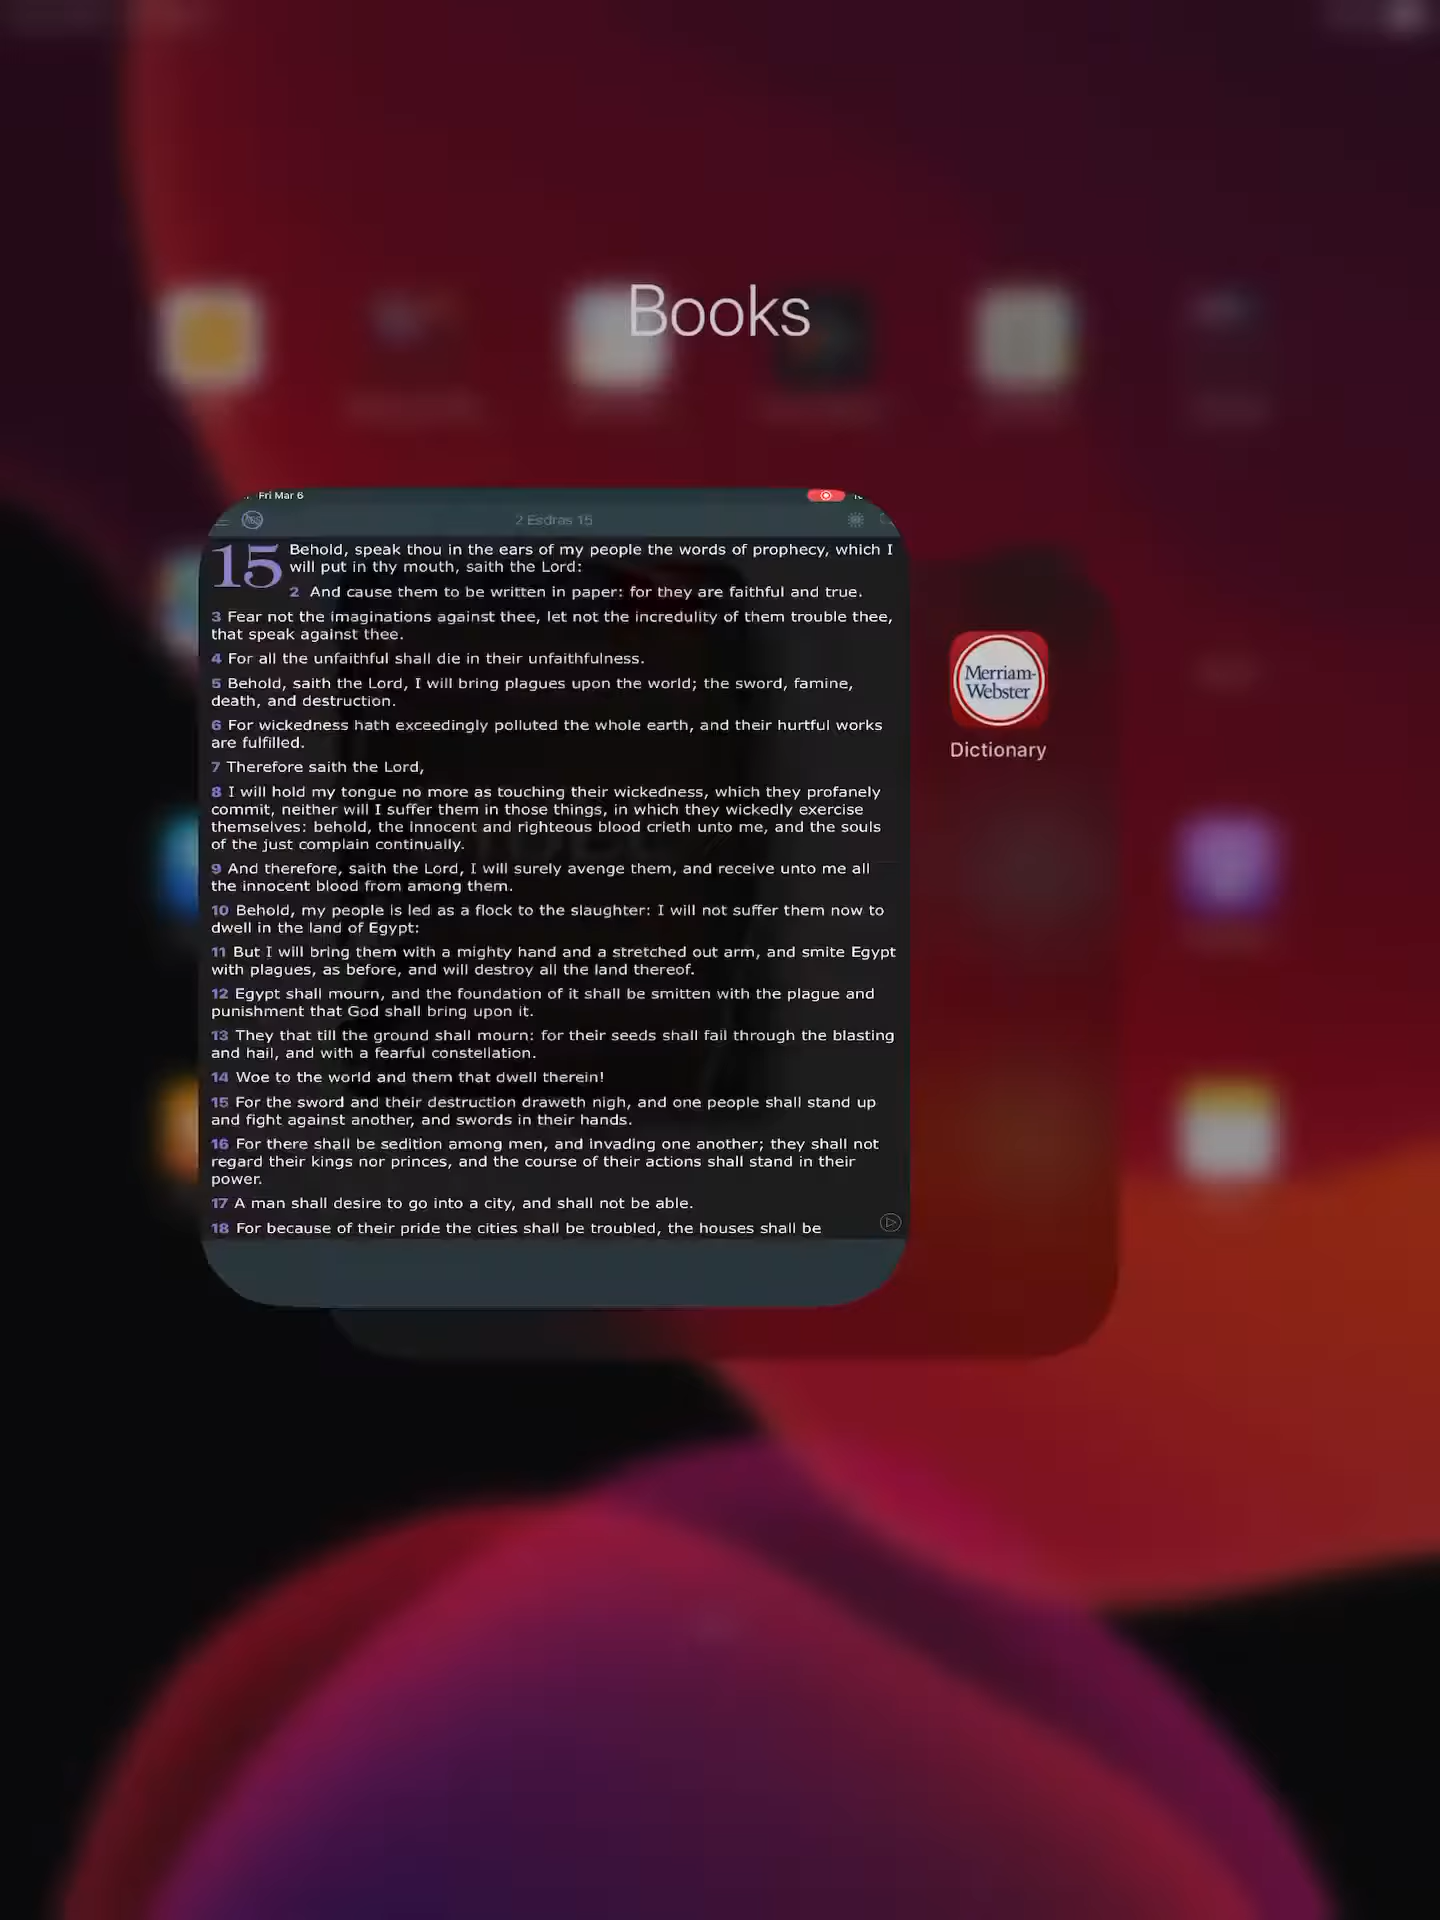 Books
Fri Mar 6
2 Esdras 15
15 Behold, speak thou in the ears of my people the words of prophecy, which I
will put in thy mouth, saith the Lord:
2 And cause them to be written in paper: for they are faithful and true.
3 Fear not the imaginations against thee, let not the incredulity of them trouble thee,
that speak against thee.
4 For all the unfaithful shall die in their unfaithfulness.
5 Behold, saith the Lord, I will bring plagues upon the world; the sword, famine,
death, and destruction.
6 For wickedness hath exceedingly polluted the whole earth, and their hurtful works
are fulfilled.
7 Therefore saith the Lord,
8 I will hold my tongue no more as touching their wickedness, which they profanely
commit, neither will I suffer them in those things, in which they wickedly exercise
themselves: behold, the innocent and righteous blood crieth unto me, and the souls
of the just complain continually.
9 And therefore, saith the Lord, I will surely avenge them, and receive unto me all
the innocent blood from among them.
10 Behold, my people is led as a flock to the slaughter: I will not suffer them now to
dwell in the land of Egypt:
11 But I will bring them with a mighty hand and a stretched out arm, and smite Egypt
with plagues, as before, and will destroy all the land thereof.
12 Egypt shall mourn, and the foundation of it shall be smitten with the plague and
punishment that God shall bring upon it.
13 They that till the ground shall mourn: for their seeds shall fail through the blasting
and hail, and with a fearful constellation.
14 Woe to the world and them that dwell therein!
15 For the sword and their destruction draweth nigh, and one people shall stand up
and fight against another, and swords in their hands.
16 For there shall be sedition among men, and invading one another; they shall not
regard their kings nor princes, and the course of their actions shall stand in their
power.
17 A man shall desire to go into a city, and shall not be able.
18 For because of their pride the cities shall be troubled, the houses shall be
Merriam-
Webster
Dictionary